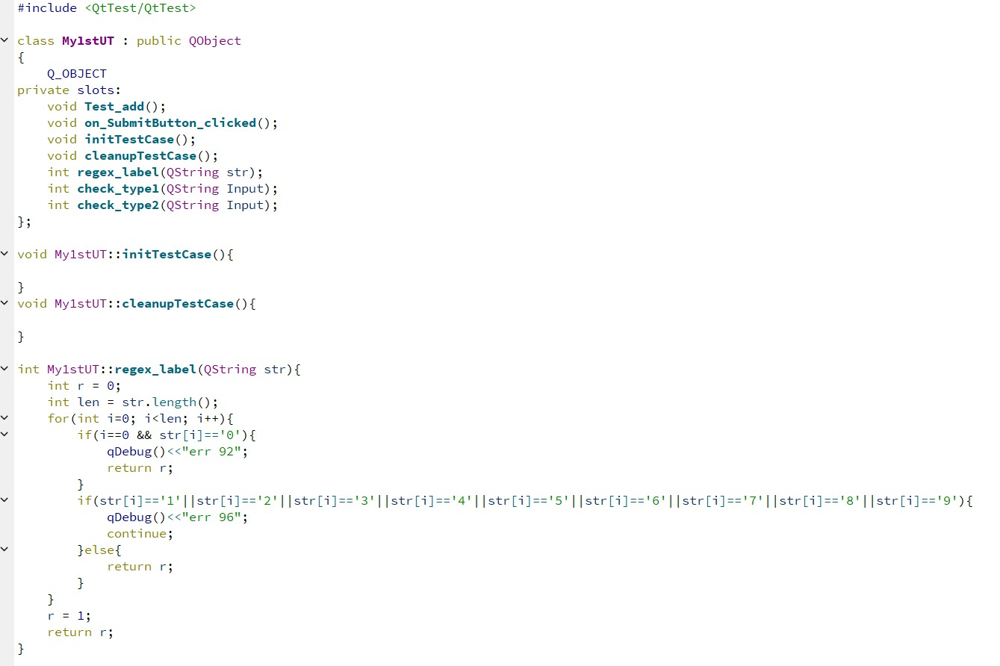 #include <QtTest/QtTest>
class My1stUT : public QObject
{
    Q_OBJECT
private slots:
    void Test_add();
    void on_SubmitButton_clicked();
    void initTestCase();
    void cleanupTestCase();
    int regex_label(QString str);
    int check_type1(QString Input);
    int check_type2(QString Input);
};
void My1stUT::initTestCase(){
}
void My1stUT::cleanupTestCase(){
}
int My1stUT::regex_label(QString str){
    int r = 0;
    int len = str.length();
    for(int i=0; i<len; i++){
        if(i==0 && str[i]=='0'){
            qDebug()<<"err 92";
            return r;
        }
        if(str[i]=='1'||str[i]=='2'||str[i]=='3'||str[i]=='4'||str[i]=='5'||str[i]=='6'||str[i]=='7'||str[i]=='8'||str[i]=='9'){
            qDebug()<<"err 96";
            continue;
        }else{
            return r;
        }
    }
    r = 1;
    return r;
}